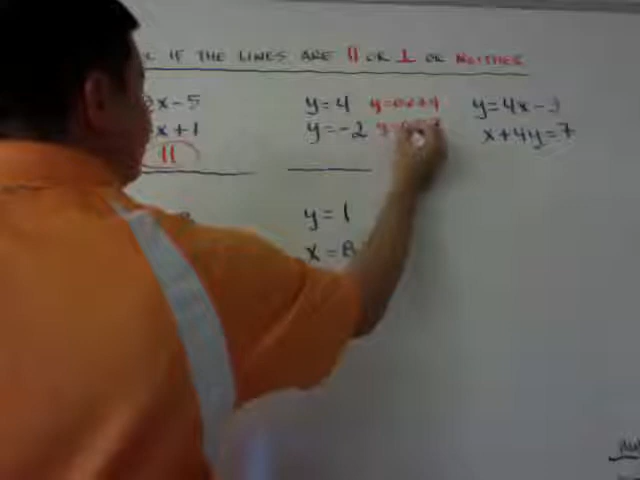 IF THE LINES ARE || OR ⊥ OR NEITHER
x-5
x+1
||
y=4 y=0x+4
y=-2
y=4x-3
x+4y=7
y=1
x=8